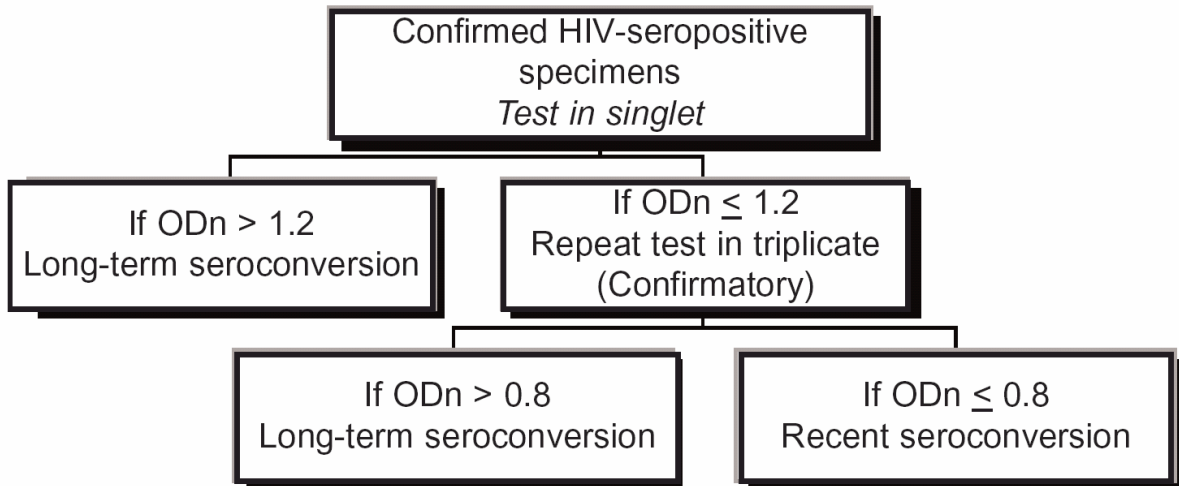 Confirmed HIV-seropositive
specimens
Test in singlet
If ODn > 1.2
Long-term seroconversion
If ODn ≤ 1.2
Repeat test in triplicate
(Confirmatory)
If ODn > 0.8
Long-term seroconversion
If ODn ≤ 0.8
Recent seroconversion